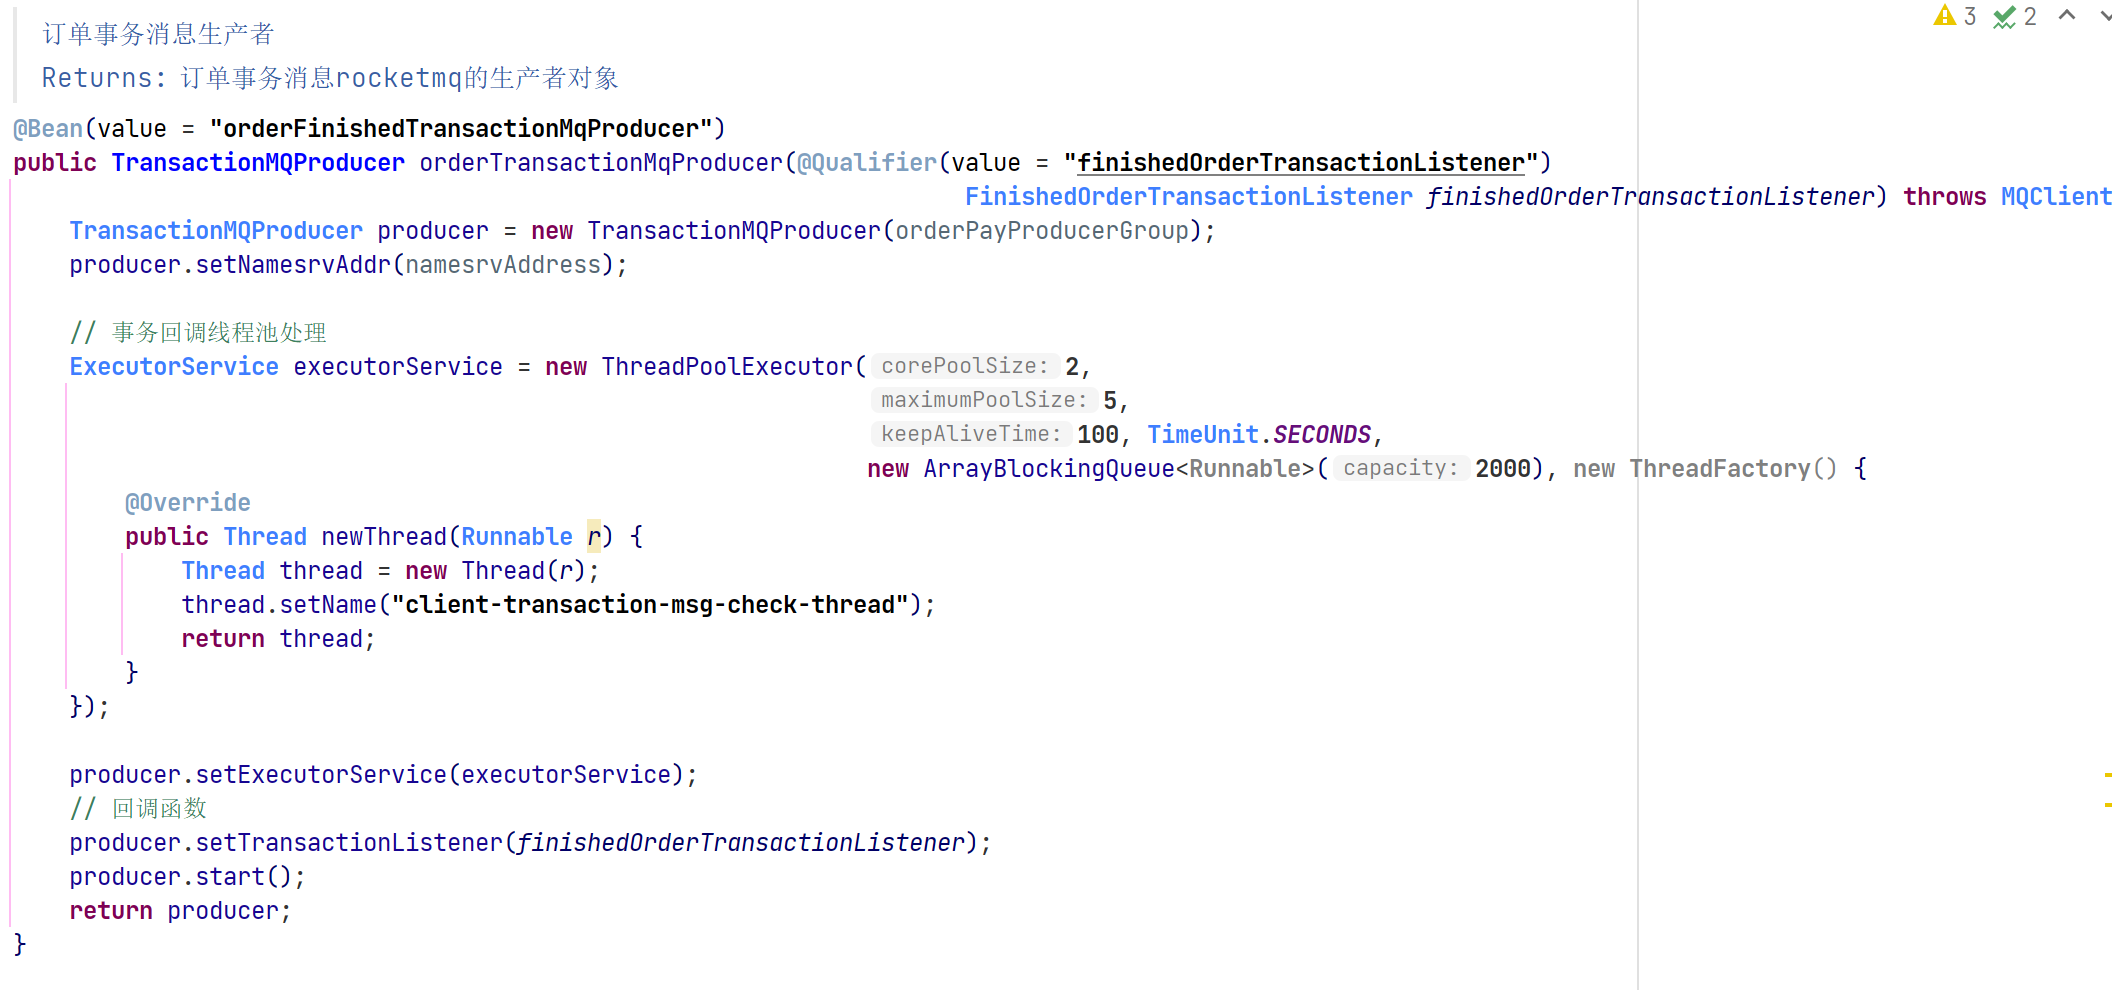 3 2
订单事务消息生产者
Returns: 订单事务消息rocketmq的生产者对象
@Bean(value = "orderFinishedTransactionMqProducer")
public TransactionMQProducer orderTransactionMqProducer(@Qualifier(value = "finishedOrderTransactionListener")
FinishedOrderTransactionListener finishedOrderTransactionListener) throws MQClient
TransactionMQProducer producer = new TransactionMQProducer(orderPayProducerGroup);
producer.setNamesrvAddr(namesrvAddress);
// 事务回调线程池处理
ExecutorService executorService = new ThreadPoolExecutor( corePoolSize: 2,
maximumPoolSize: 5,
keepAliveTime: 100, TimeUnit.SECONDS,
new ArrayBlockingQueue<Runnable>( capacity: 2000), new ThreadFactory() {
@Override
public Thread newThread(Runnable r) {
Thread thread = new Thread(r);
thread.setName("client-transaction-msg-check-thread");
return thread;
}
});
producer.setExecutorService(executorService);
// 回调函数
producer.setTransactionListener(finishedOrderTransactionListener);
producer.start();
return producer;
}